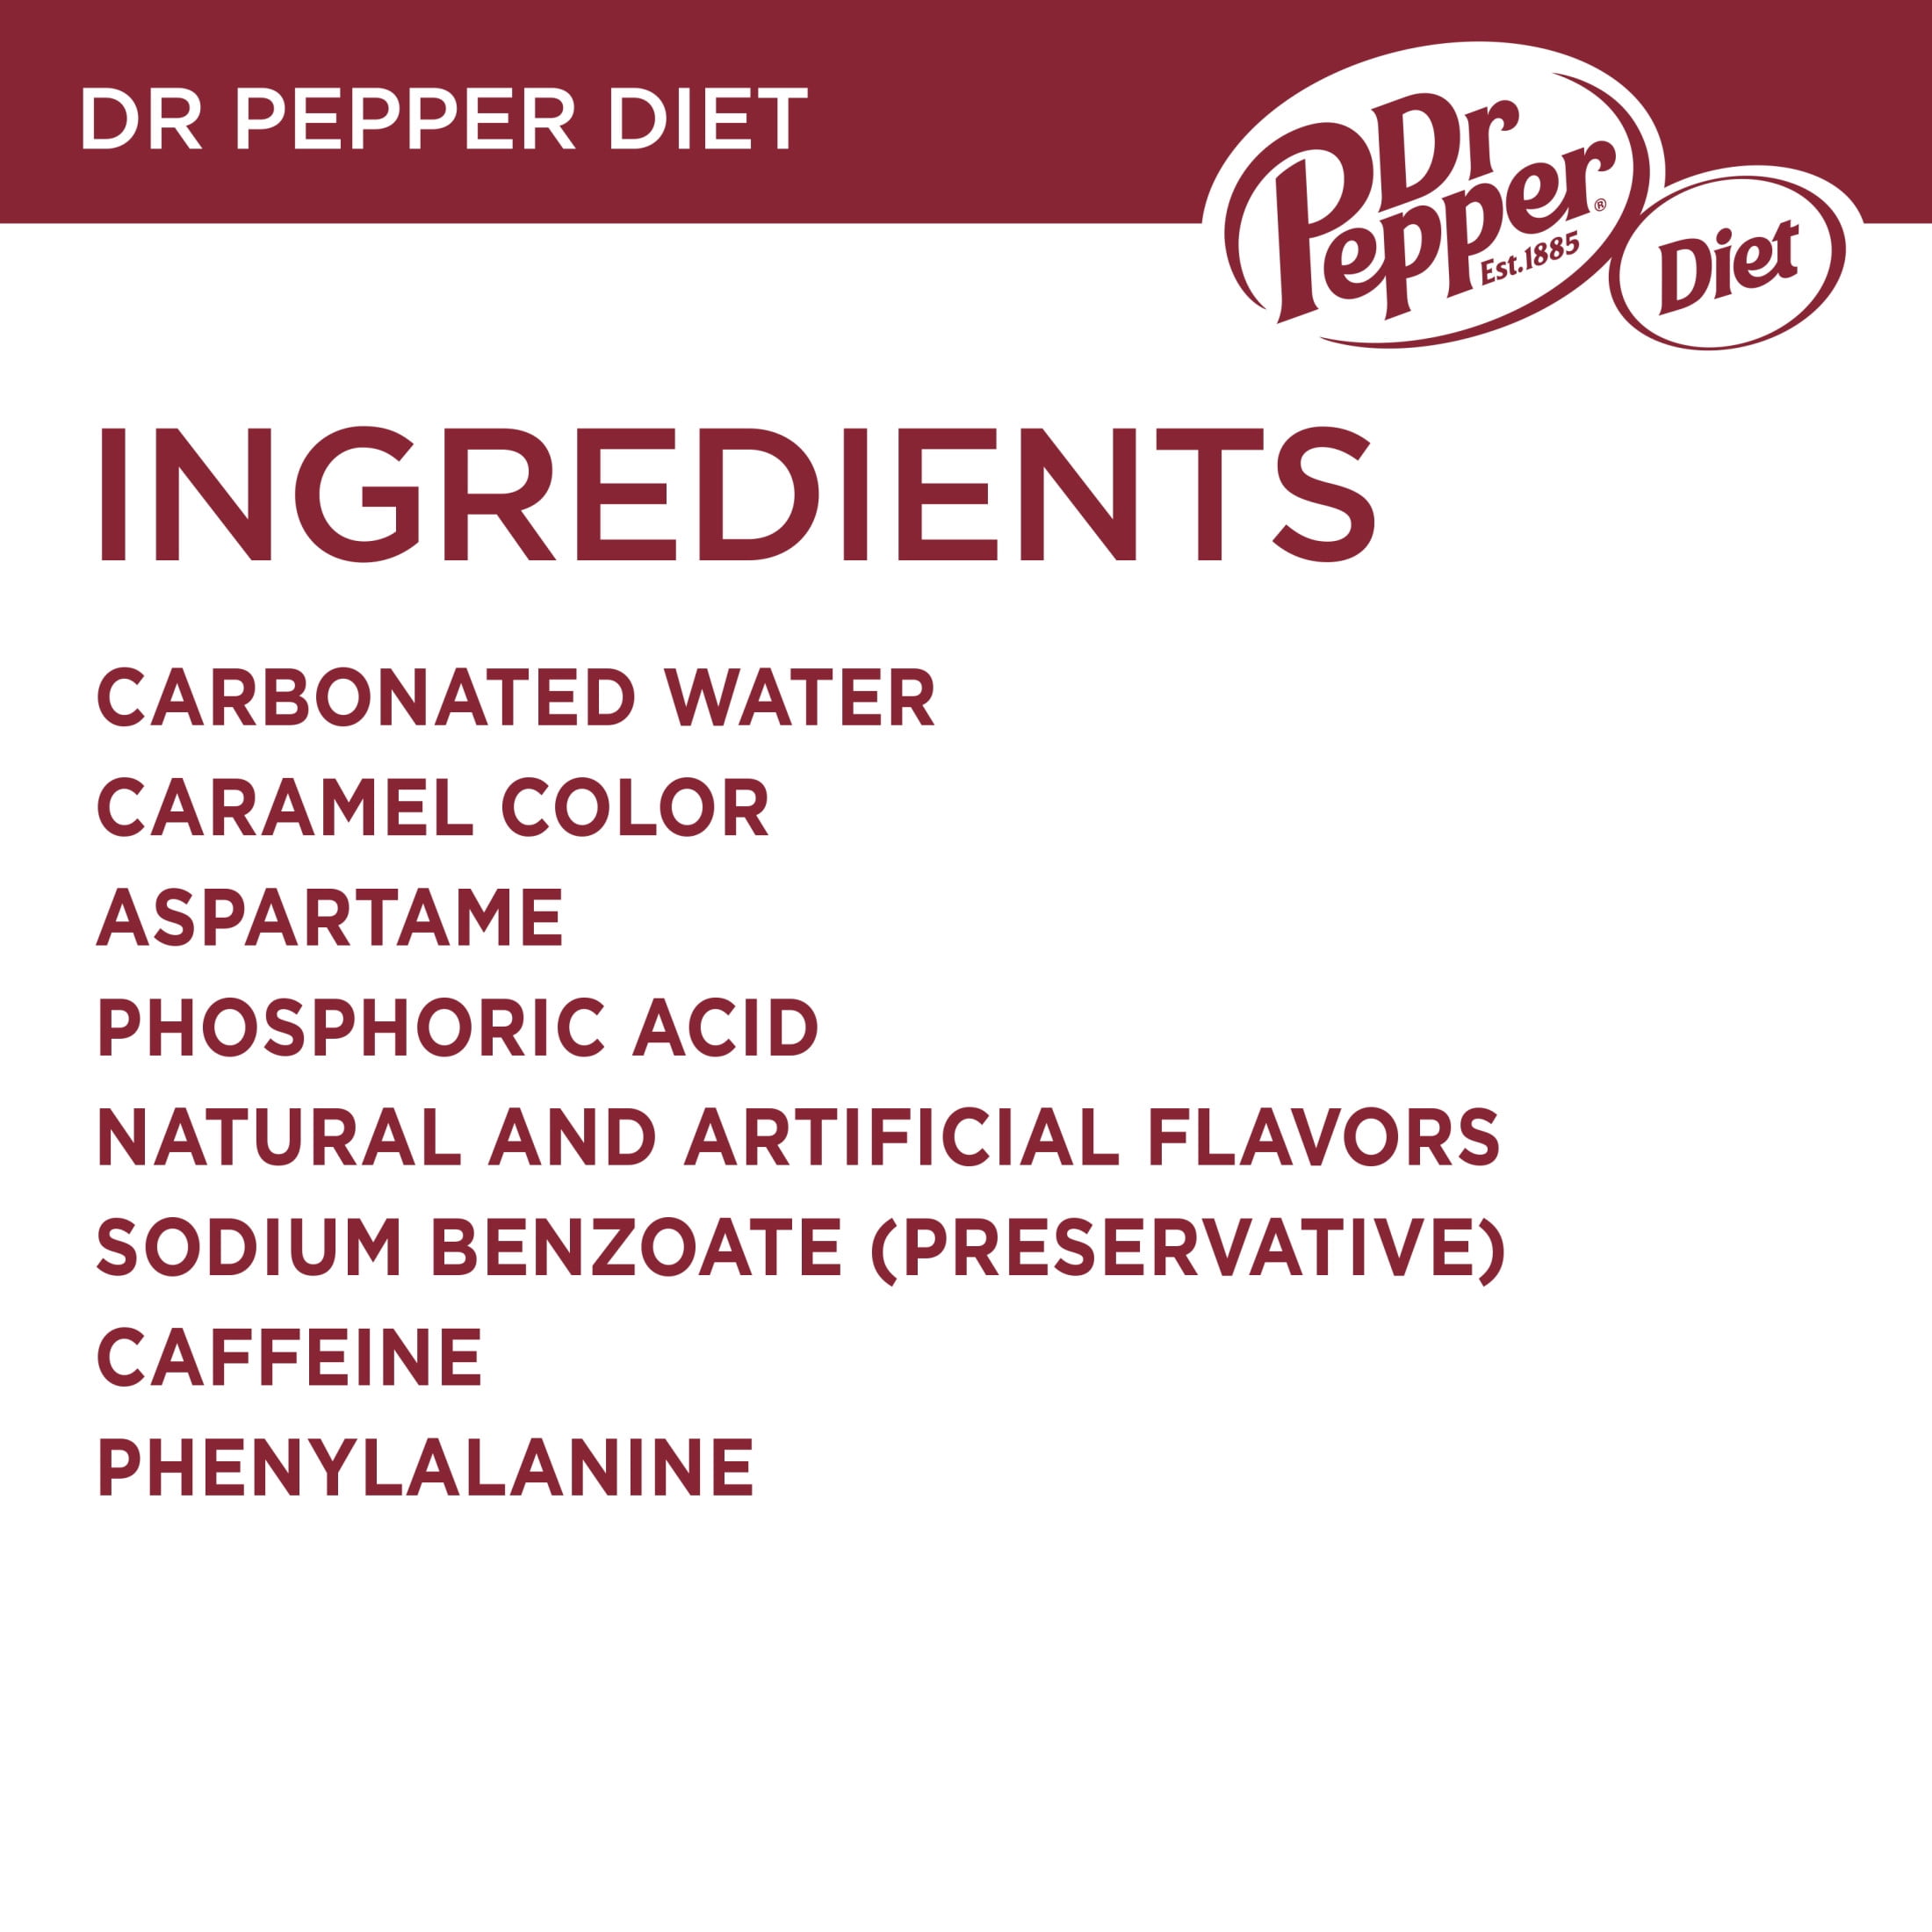 DR PEPPER DIET
Dr
Pepper®
Est. 1885
Diet
INGREDIENTS
CARBONATED WATER
CARAMEL COLOR
ASPARTAME
PHOSPHORIC ACID
NATURAL AND ARTIFICIAL FLAVORS
SODIUM BENZOATE (PRESERVATIVE)
CAFFEINE
PHENYLALANINE